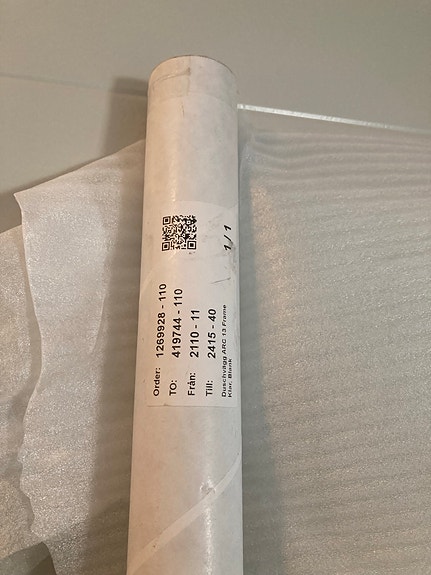 Order: 1269928 - 110
TO: 419744 - 110
Från: 2110 - 11
Till: 2415 - 40
Duschvägg ARC 13 Frame
Klar, Blank
1 / 1